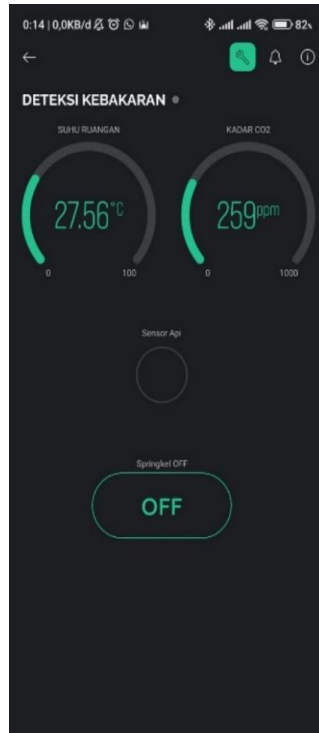 0:14 | 0,0KB/d 82%
DETEKSI KEBAKARAN
SUHU RUANGAN
KADAR CO2
27.56°C
259ppm
0
100
0
1000
Sensor Api
Springkel OFF
OFF